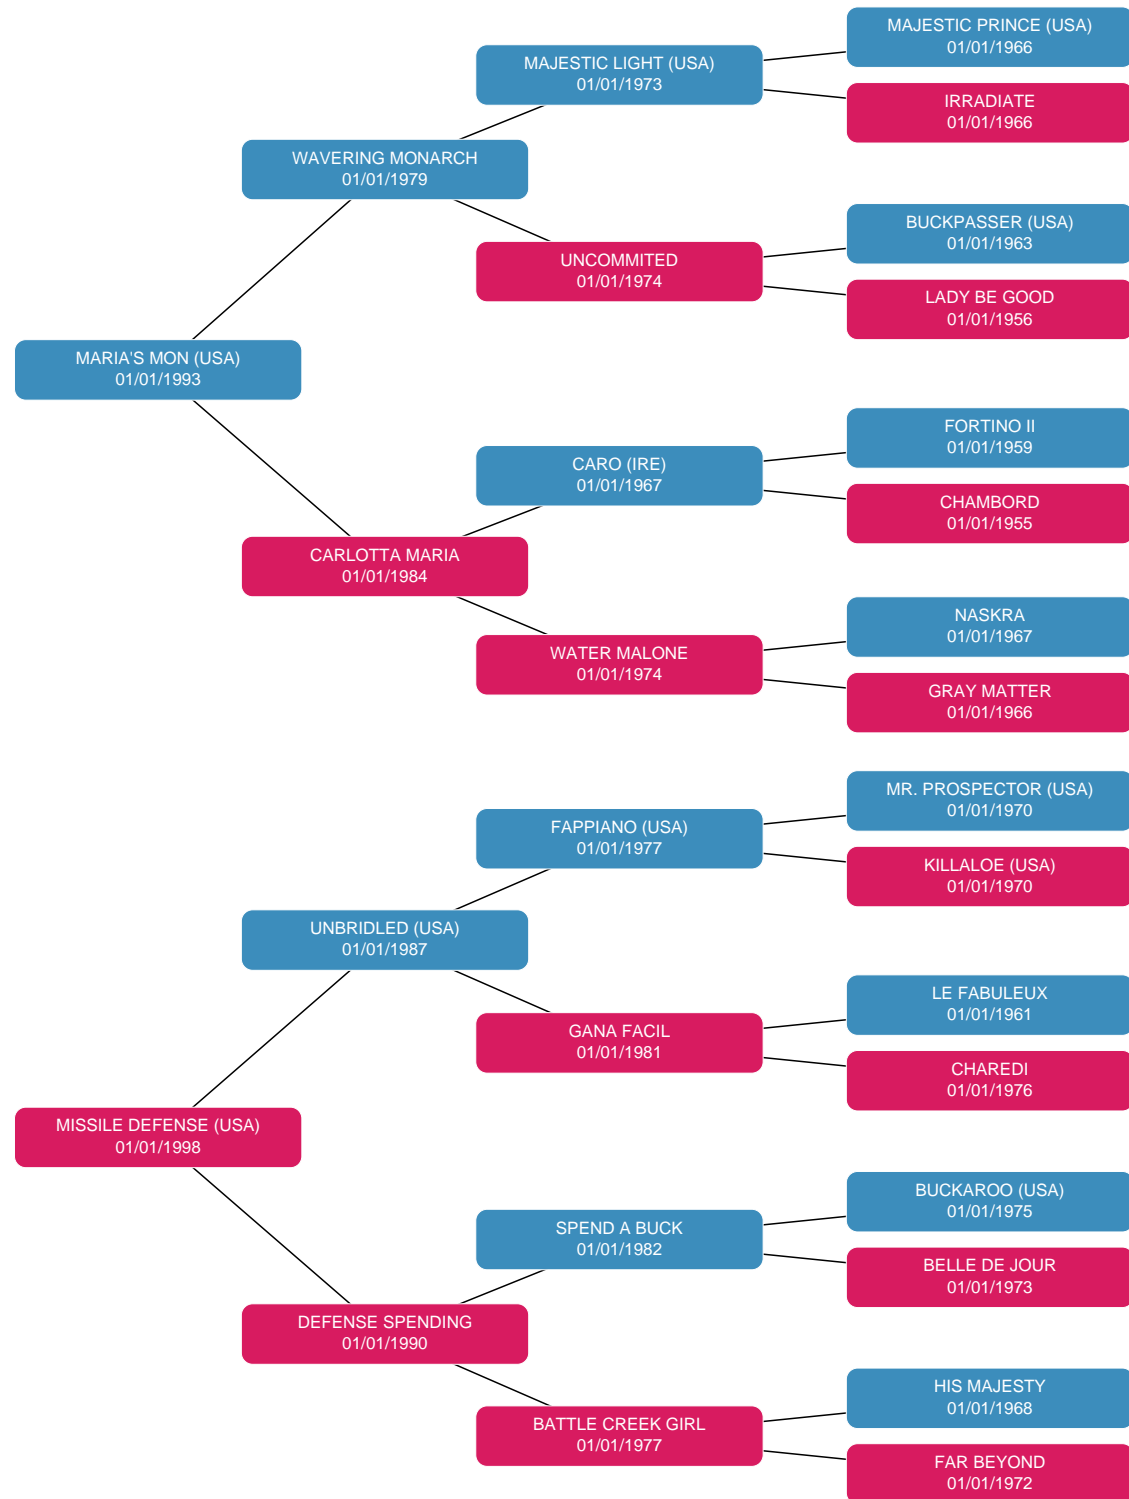 MAJESTIC PRINCE (USA)
01/01/1966
MAJESTIC LIGHT (USA)
01/01/1973
IRRADIATE
01/01/1966
WAVERING MONARCH
01/01/1979
BUCKPASSER (USA)
01/01/1963
UNCOMMITED
01/01/1974
LADY BE GOOD
01/01/1956
MARIA'S MON (USA)
01/01/1993
FORTINO II
01/01/1959
CARO (IRE)
01/01/1967
CHAMBORD
01/01/1955
CARLOTTA MARIA
01/01/1984
NASKRA
01/01/1967
WATER MALONE
01/01/1974
GRAY MATTER
01/01/1966
MR. PROSPECTOR (USA)
01/01/1970
FAPPIANO (USA)
01/01/1977
KILLALOE (USA)
01/01/1970
UNBRIDLED (USA)
01/01/1987
LE FABULEUX
01/01/1961
GANA FACIL
01/01/1981
CHAREDI
01/01/1976
MISSILE DEFENSE (USA)
01/01/1998
BUCKAROO (USA)
01/01/1975
SPEND A BUCK
01/01/1982
BELLE DE JOUR
01/01/1973
DEFENSE SPENDING
01/01/1990
HIS MAJESTY
01/01/1968
BATTLE CREEK GIRL
01/01/1977
FAR BEYOND
01/01/1972